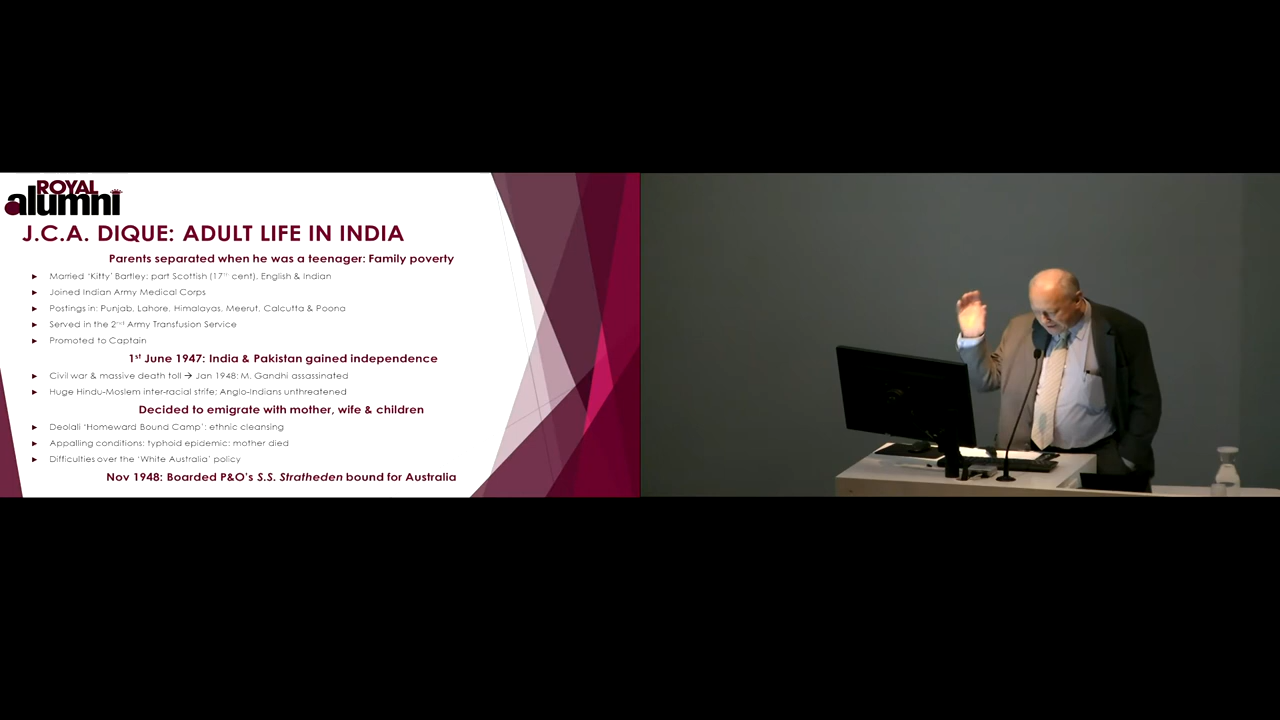 ROYAL
alumni
J.C.A. DIQUE: ADULT LIFE IN INDIA
Parents separated when he was a teenager: Family poverty
► Married ‘Kitty’ Bartley: part Scottish (17th cent), English & Indian
► Joined Indian Army Medical Corps
► Postings in: Punjab, Lahore, Himalayas, Meerut, Calcutta & Poona
► Served in the 2nd Army Transfusion Service
► Promoted to Captain
1st June 1947: India & Pakistan gained independence
► Civil war & massive death toll → Jan 1948: M. Gandhi assassinated
► Huge Hindu-Moslem inter-racial strife; Anglo-Indians unthreatened
Decided to emigrate with mother, wife & children
► Deolali ‘Homeward Bound Camp’: ethnic cleansing
► Appalling conditions: typhoid epidemic: mother died
► Difficulties over the ‘White Australia’ policy
Nov 1948: Boarded P&O’s S.S. Stratheden bound for Australia